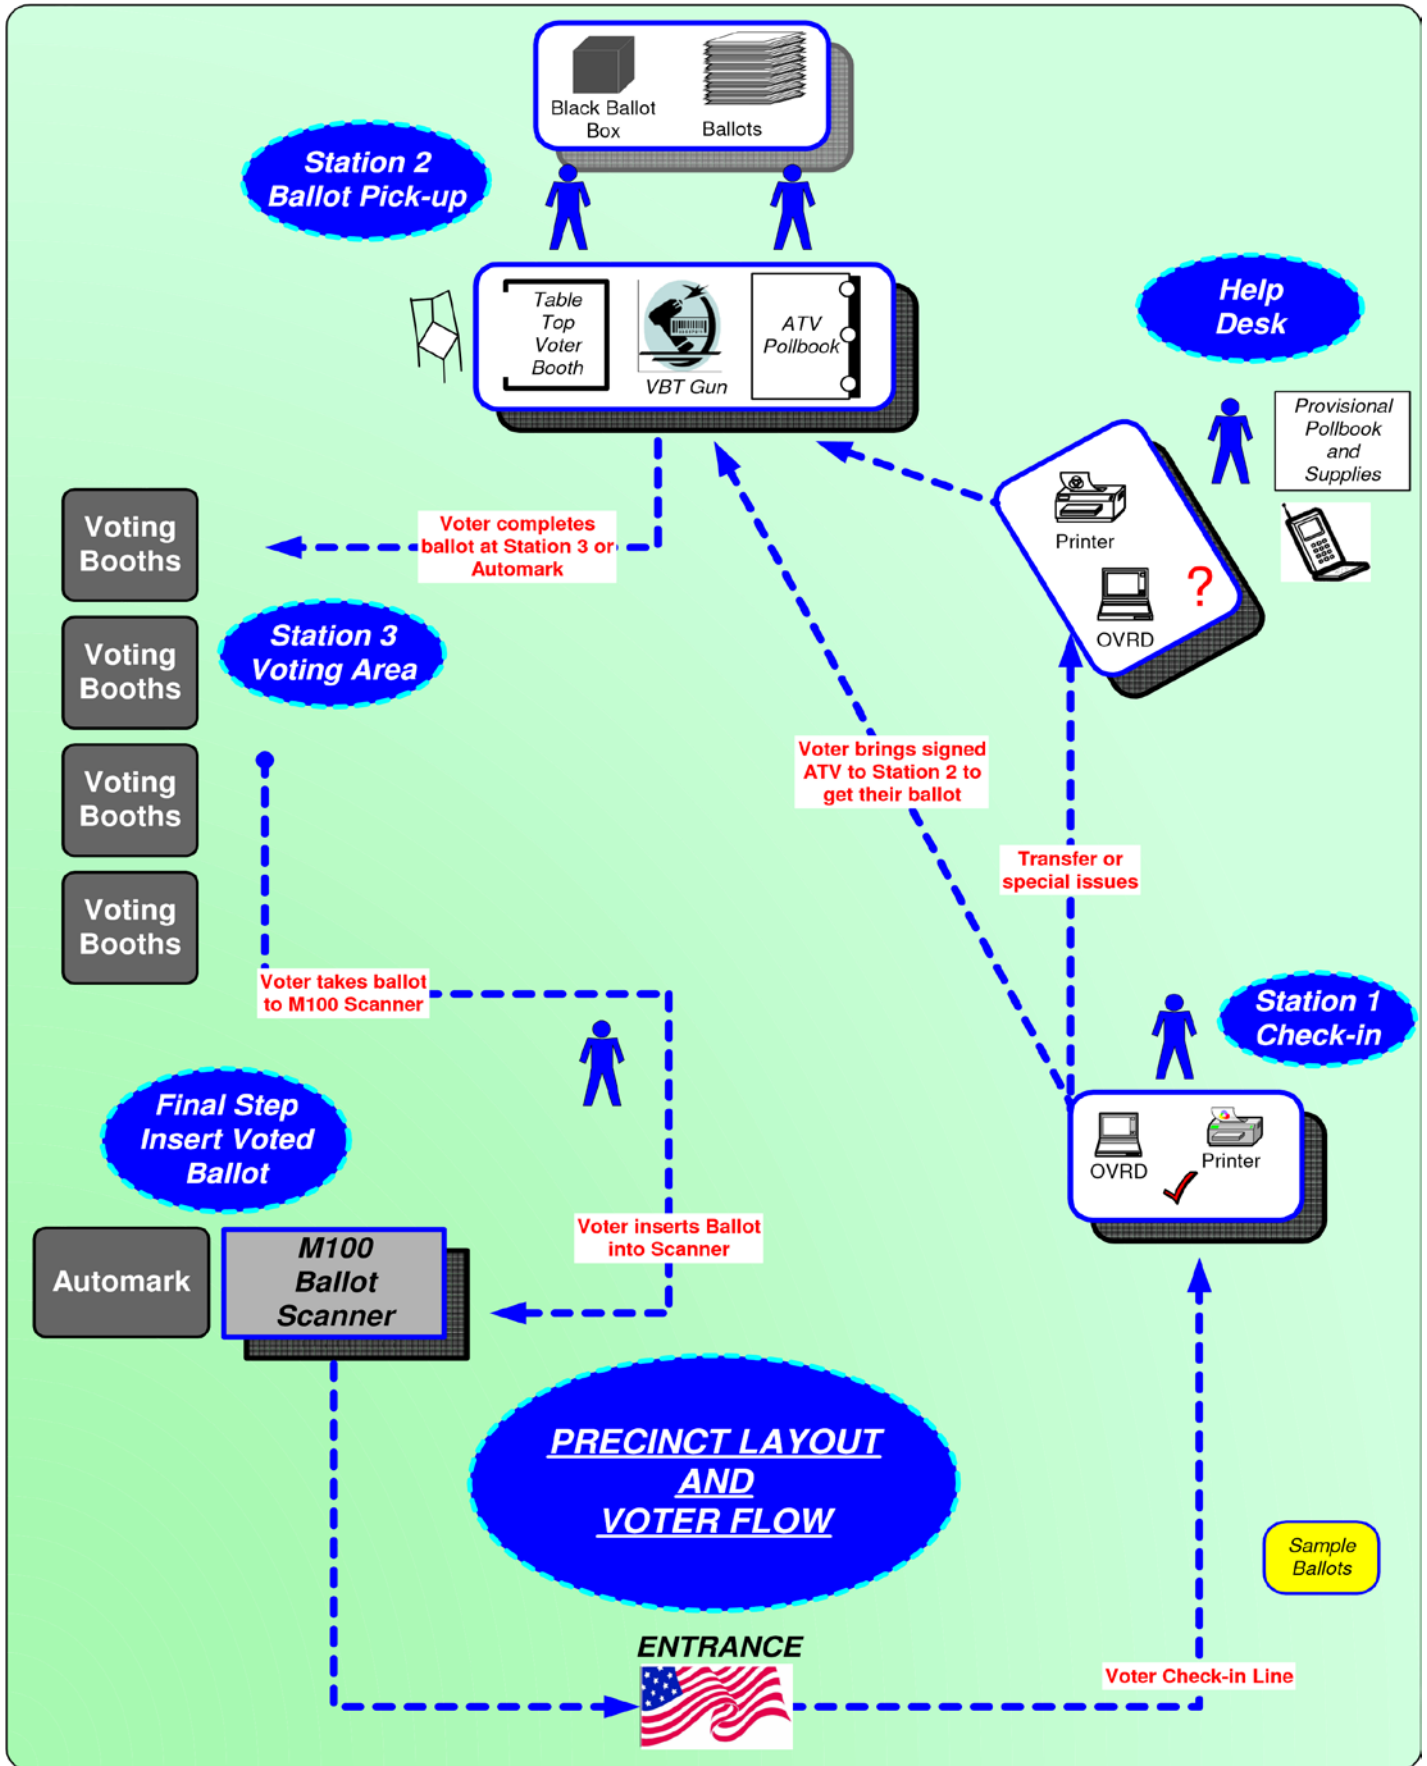 Black Ballot
Box
Ballots
Station 2
Ballot Pick-up
Table
Top
Voter
Booth
VBT Gun
ATV
Pollbook
Help
Desk
Provisional
Pollbook
and
Supplies
Printer
?
OVRD
Voting
Booths
Voter completes
ballot at Station 3 or
Automark
Voting
Booths
Station 3
Voting Area
Voting
Booths
Voter brings signed
ATV to Station 2 to
get their ballot
Transfer or
special issues
Voting
Booths
Voter takes ballot
to M100 Scanner
Station 1
Check-in
OVRD
Printer
Final Step
Insert Voted
Ballot
Voter inserts Ballot
into Scanner
Automark
M100
Ballot
Scanner
PRECINCT LAYOUT
AND
VOTER FLOW
Sample
Ballots
ENTRANCE
Voter Check-in Line